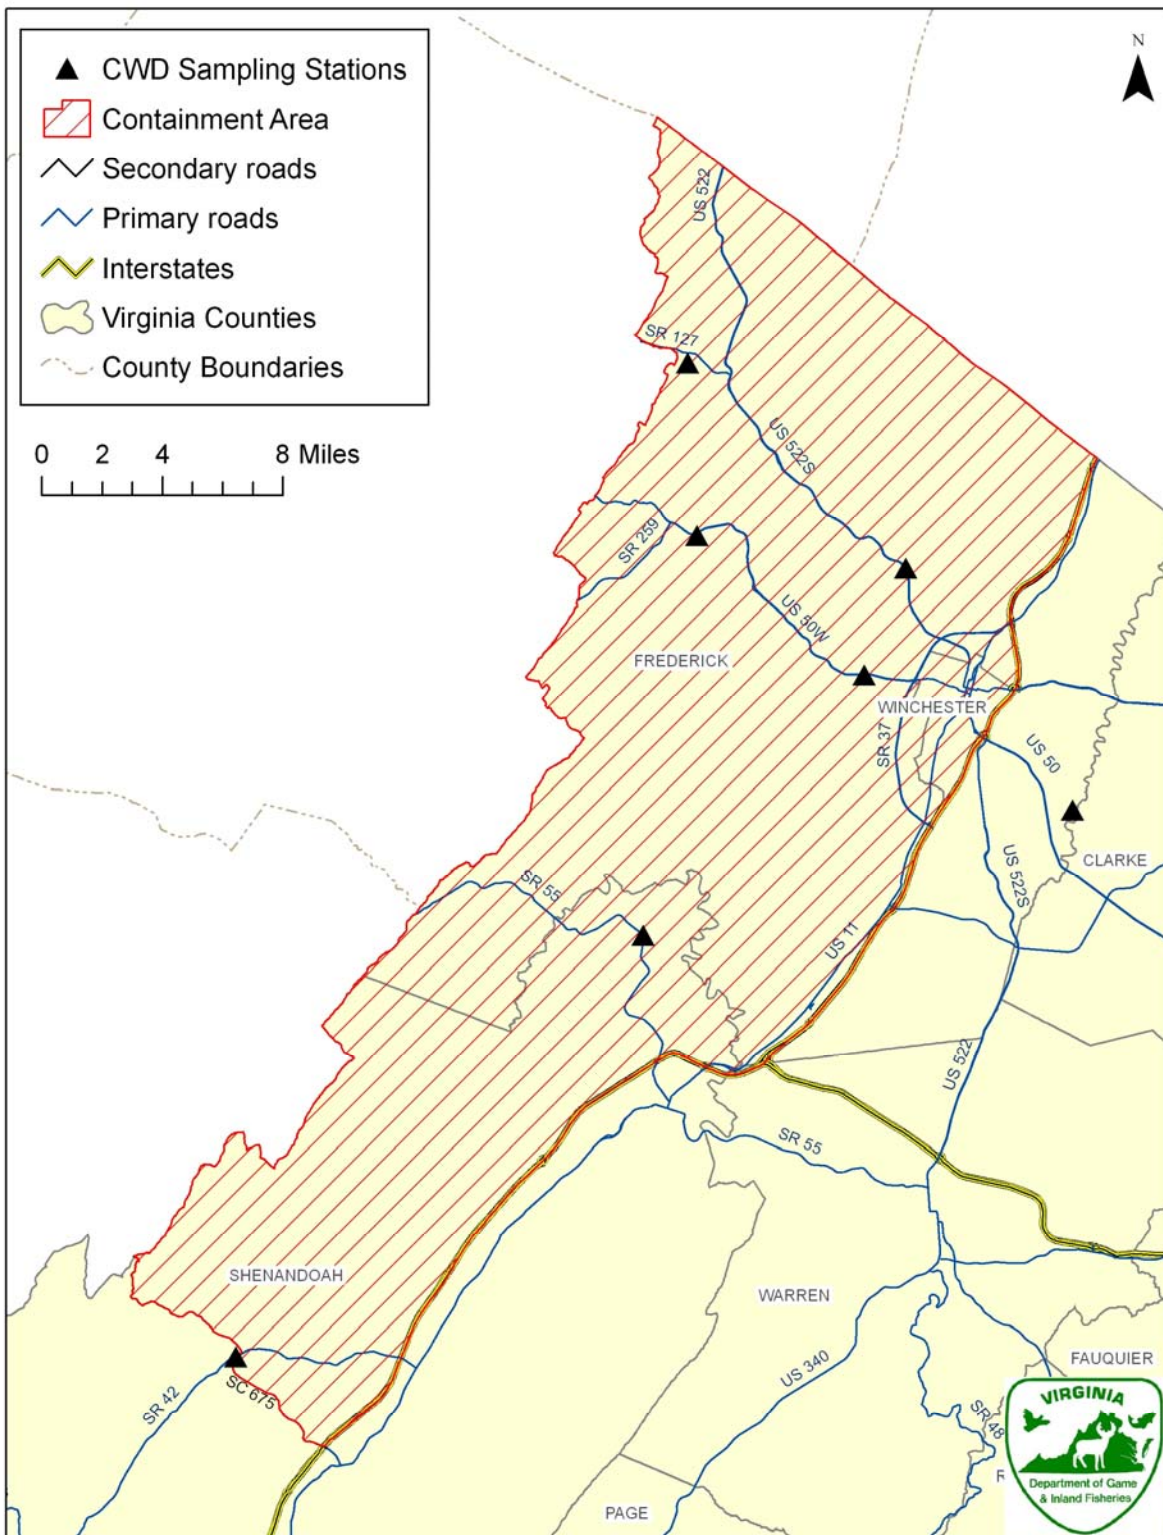 CWD Sampling Stations
Containment Area
Secondary roads
Primary roads
Interstates
Virginia Counties
County Boundaries
0 2 4 8 Miles
N
US 522
SR 127
US 522S
SR 259
US 50W
FREDERICK
WINCHESTER
SR 37
US 50
CLARKE
US 522S
SR 55
US 11
US 522
SR 55
SHENANDOAH
WARREN
FAUQUIER
US 340
SC 675
SR 42
SR 48
R
PAGE
VIRGINIA
Department of Game
& Inland Fisheries